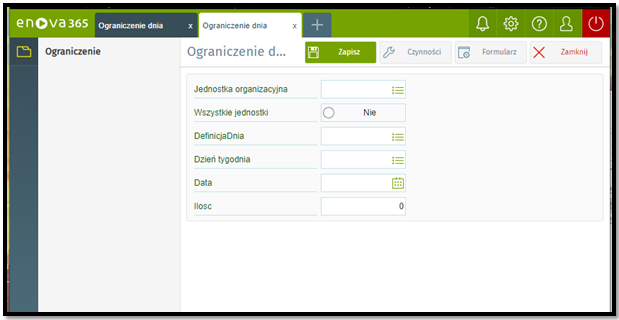 enova365
Ograniczenie dnia x
Ograniczenie dnia x
Ograniczenie
Ograniczenie d...
Zapisz
Czynności
Formularz
Zamknij
Jednostka organizacyjna
Wszystkie jednostki Nie
DefinicjaDnia
Dzień tygodnia
Data
Ilosc 0